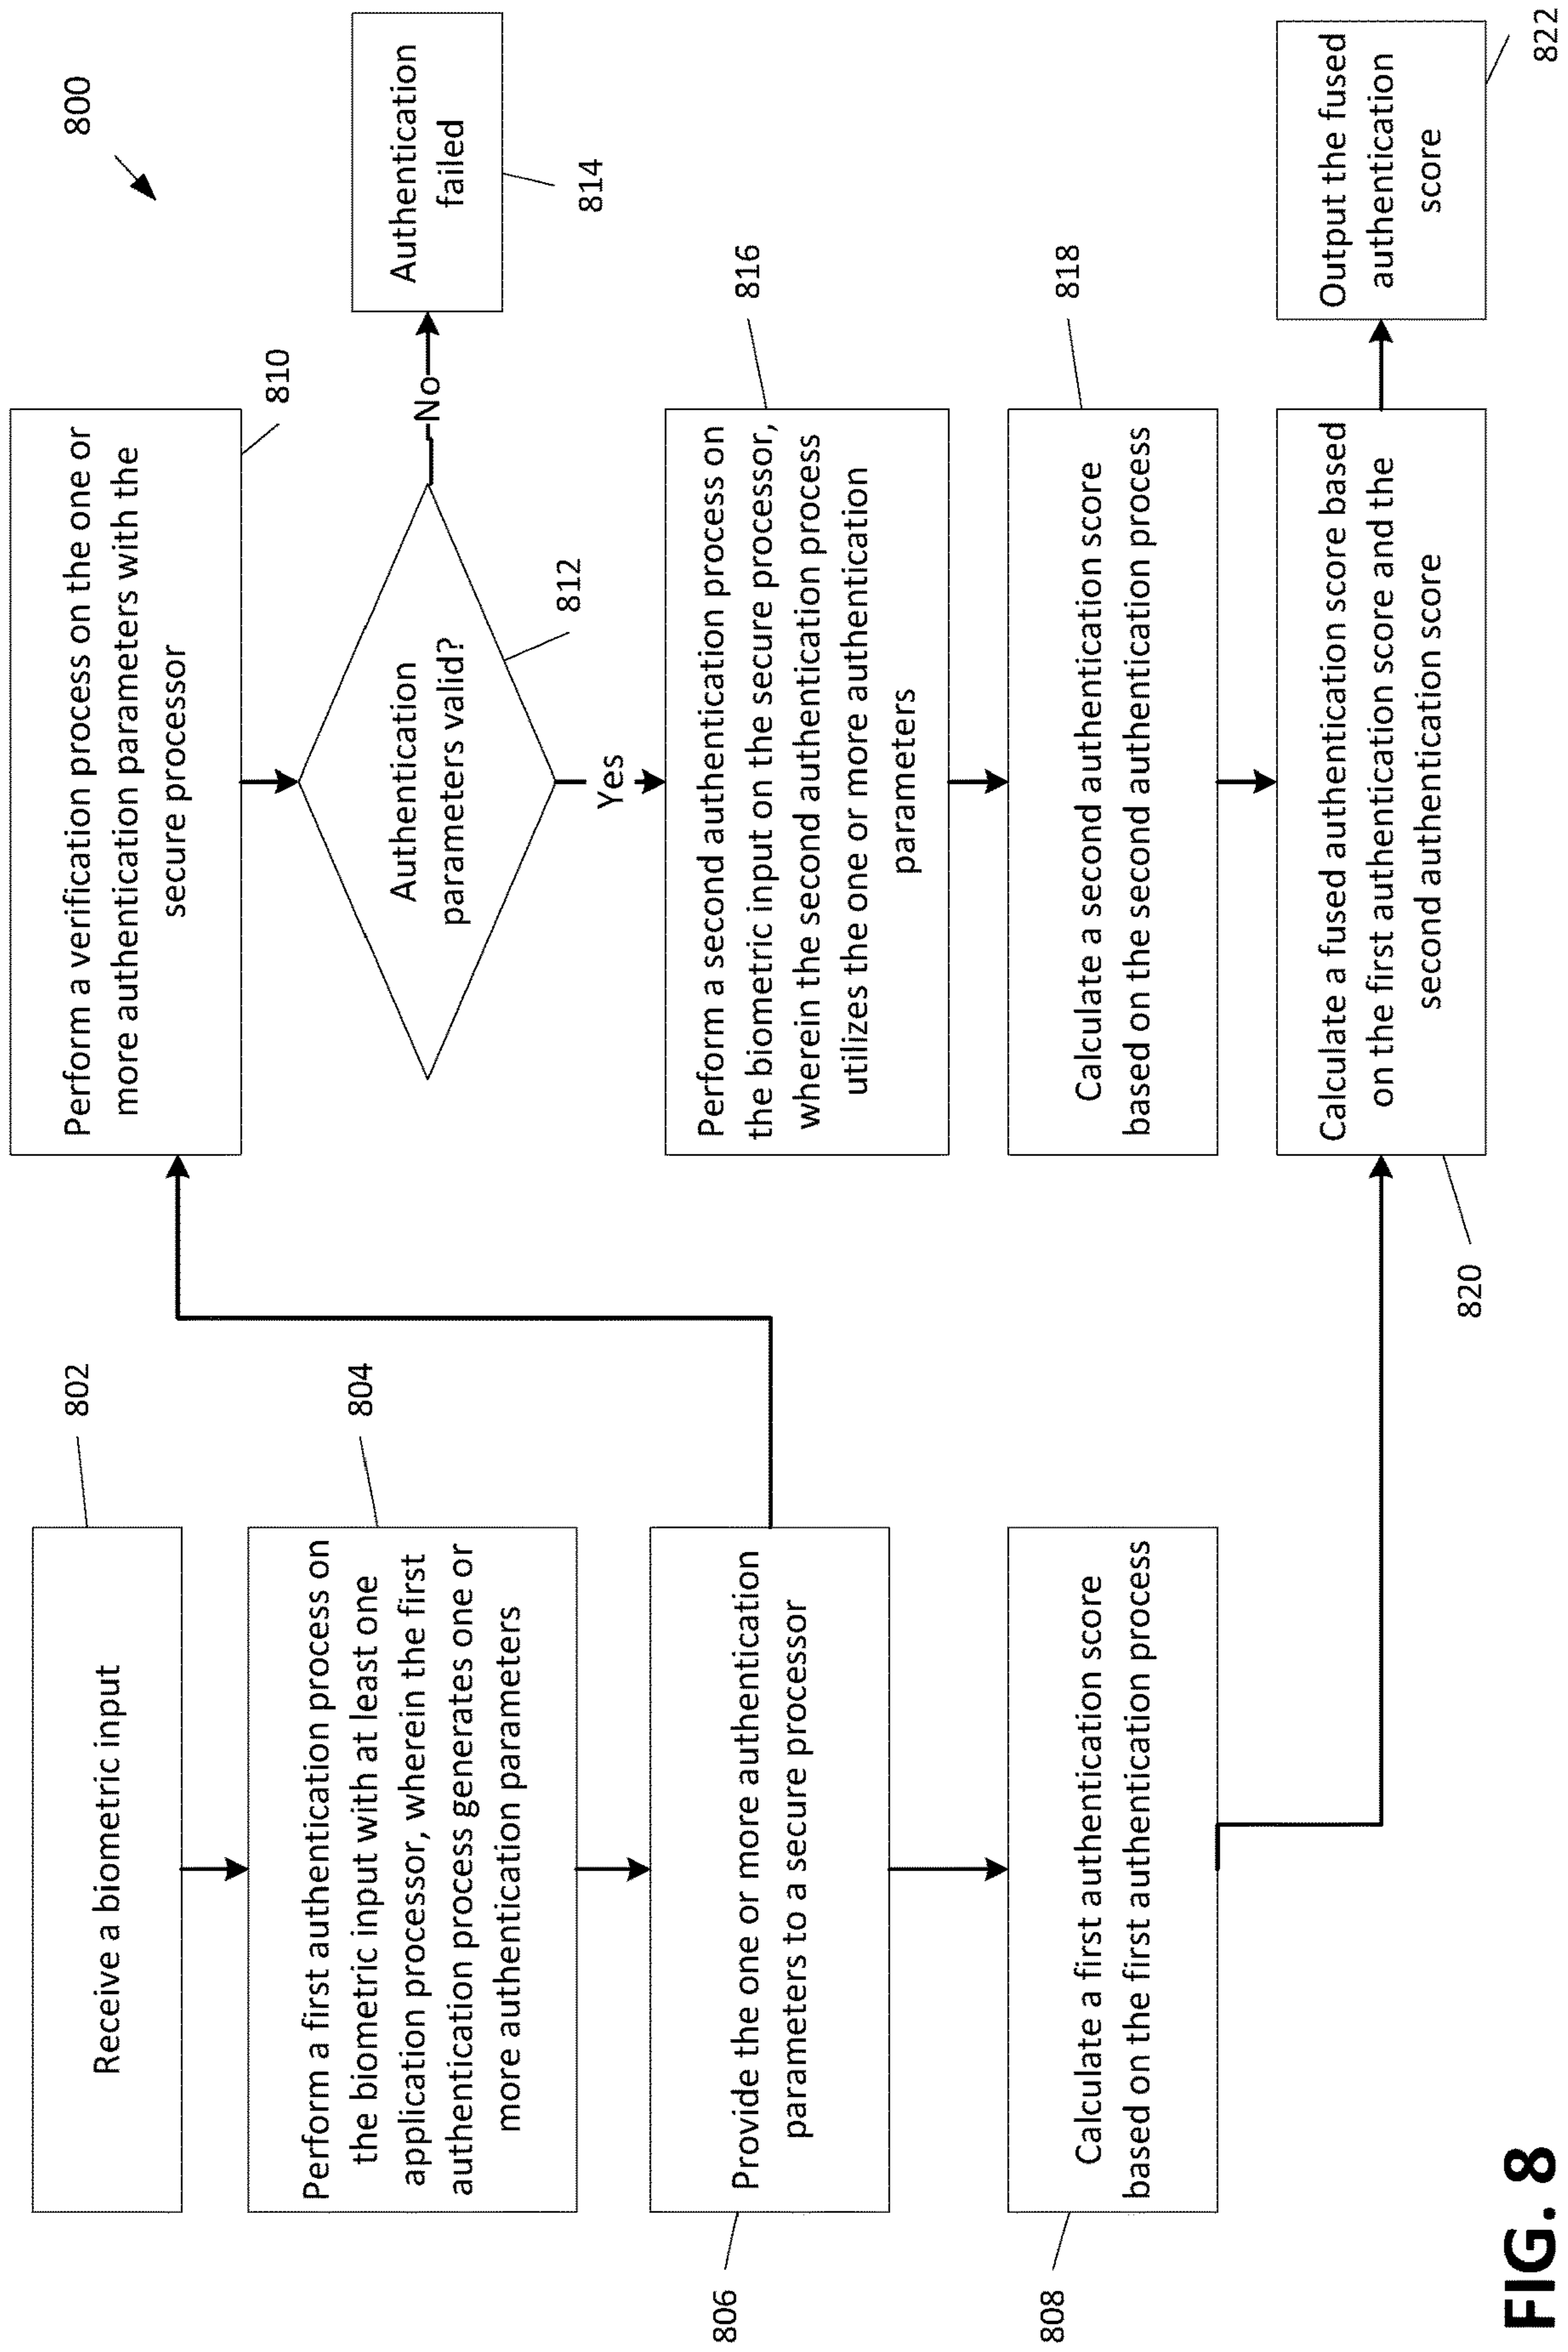 800
802
Receive a biometric input
804
Perform a first authentication process on
the biometric input with at least one
application processor, wherein the first
authentication process generates one or
more authentication parameters
806
Provide the one or more authentication
parameters to a secure processor
808
Calculate a first authentication score
based on the first authentication process
810
Perform a verification process on the one or
more authentication parameters with the
secure processor
812
Authentication
parameters valid?
No
Authentication
failed
814
Yes
816
Perform a second authentication process on
the biometric input on the secure processor,
wherein the second authentication process
utilizes the one or more authentication
parameters
818
Calculate a second authentication score
based on the second authentication process
820
Calculate a fused authentication score based
on the first authentication score and the
second authentication score
Output the fused
authentication
score
822
FIG. 8